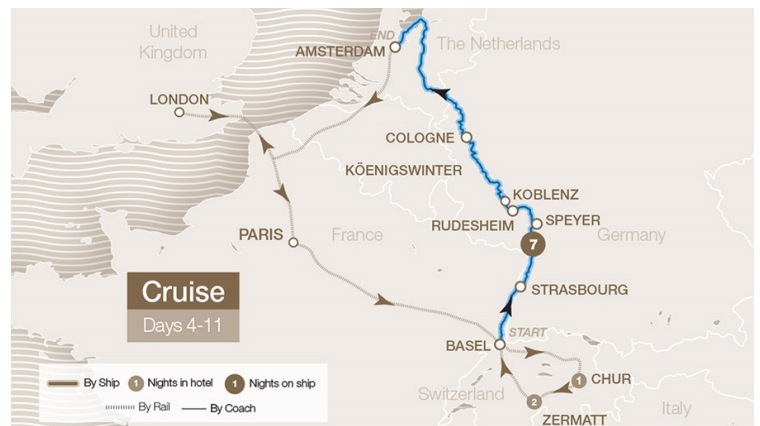 United
Kingdom
END
AMSTERDAM
The Netherlands
LONDON
COLOGNE
KÖENIGSWINTER
KOBLENZ
RUDESHEIM
SPEYER
PARIS
France
Germany
7
Cruise
Days 4-11
STRASBOURG
START
BASEL
CHUR
1
Switzerland
2
ZERMATT
Italy
By Ship
1 Nights in hotel
1 Nights on ship
By Rail
By Coach